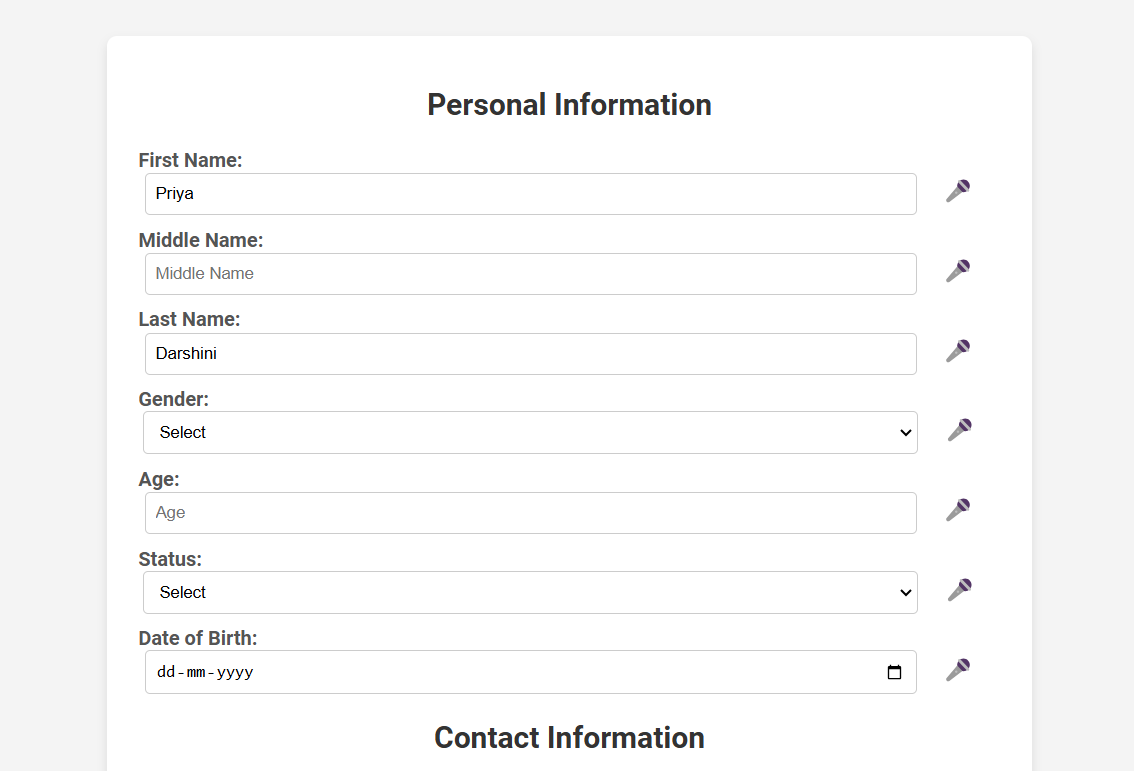 Personal Information
First Name:
Priya
Middle Name:
Middle Name
Last Name:
Darshini
Gender:
Select
Age:
Age
Status:
Select
Date of Birth:
dd-mm-yyyy
Contact Information